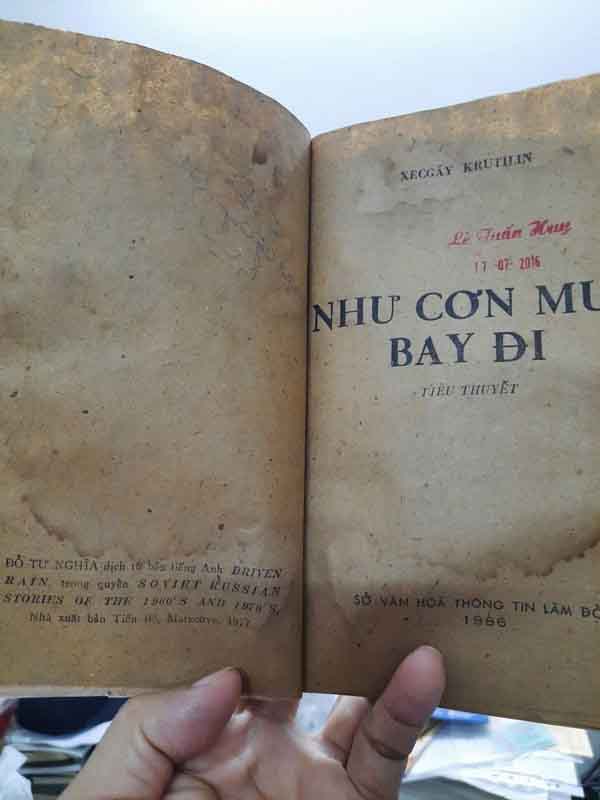 ĐỖ TƯ NGHĨA dịch từ bản tiếng Anh DRIVEN
RAIN, trong quyển SOVIET RUSSIAN
STORIES OF THE 1960'S AND 1970'S,
Nhà xuất bản Tiến Bộ, 1977
XECGÂY KRUTILIN
Lê Tuấn Huy
17-07-2016
NHƯ CƠN MƯ
BAY ĐI
TIỂU THUYẾT
SỞ VĂN HOÁ THÔNG TIN LÂM ĐỒ
1986